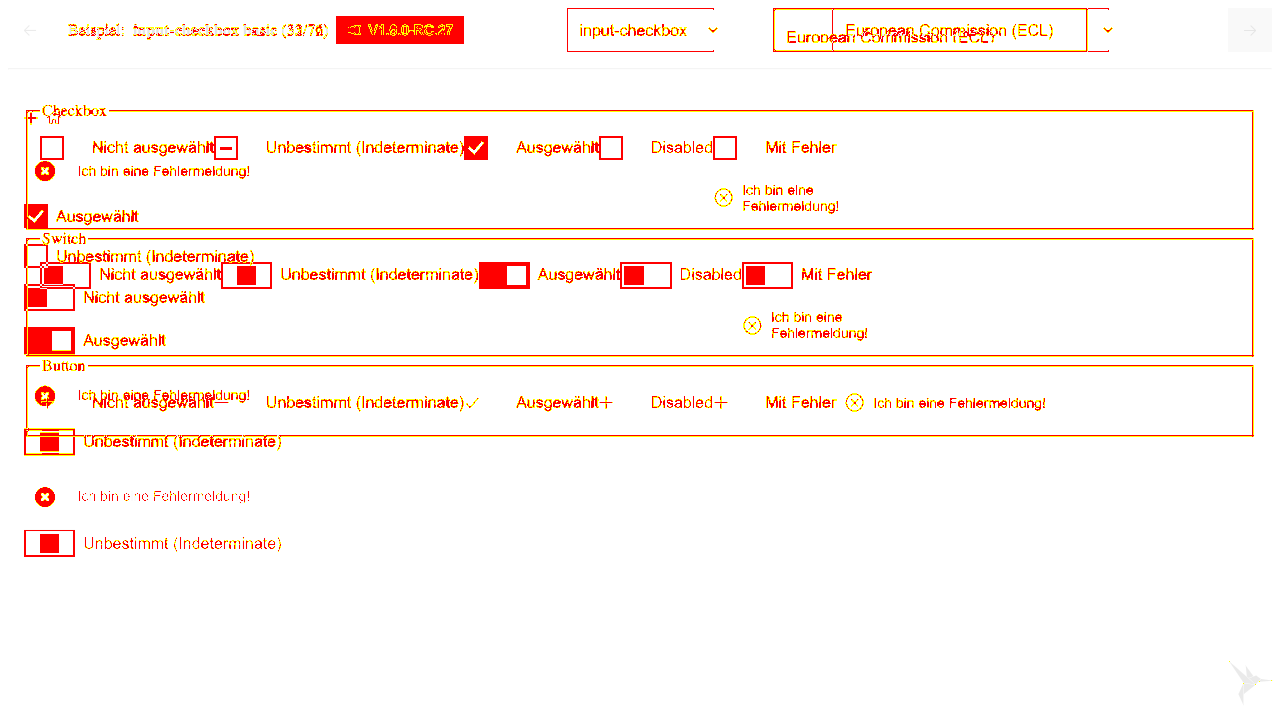 Beispiel: input-checkbox basic
V1.6.0-RC.27
input-checkbox
European Commission (ECL)
European Commission (ECL)
Checkbox
Nicht ausgewählt
Unbestimmt (Indeterminate)
Ausgewählt
Disabled
Mit Fehler
Ich bin eine Fehlermeldung!
Ich bin eine
Fehlermeldung!
Ausgewählt
Switch
Unbestimmt (Indeterminate)
Nicht ausgewählt
Unbestimmt (Indeterminate)
Ausgewählt
Disabled
Mit Fehler
Nicht ausgewählt
Ich bin eine
Fehlermeldung!
Ausgewählt
Button
Ich bin eine Fehlermeldung!
Nicht ausgewählt
Unbestimmt (Indeterminate)
Ausgewählt
Disabled
Mit Fehler
Ich bin eine Fehlermeldung!
Unbestimmt (Indeterminate)
Ich bin eine Fehlermeldung!
Unbestimmt (Indeterminate)